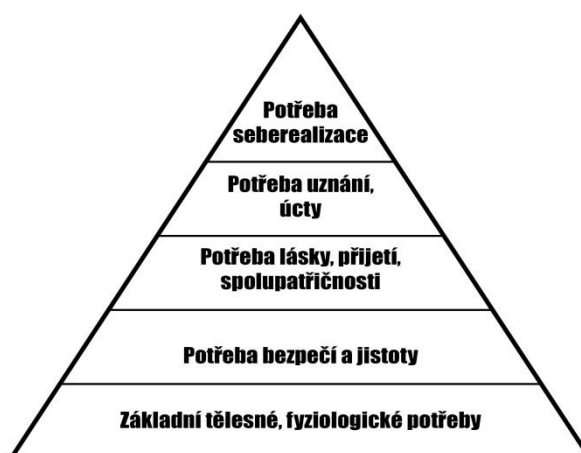 Potřeba
seberealizace
Potřeba uznání,
úcty
Potřeba lásky, přijetí,
spolupatřičnosti
Potřeba bezpečí a jistoty
Základní tělesné, fyziologické potřeby